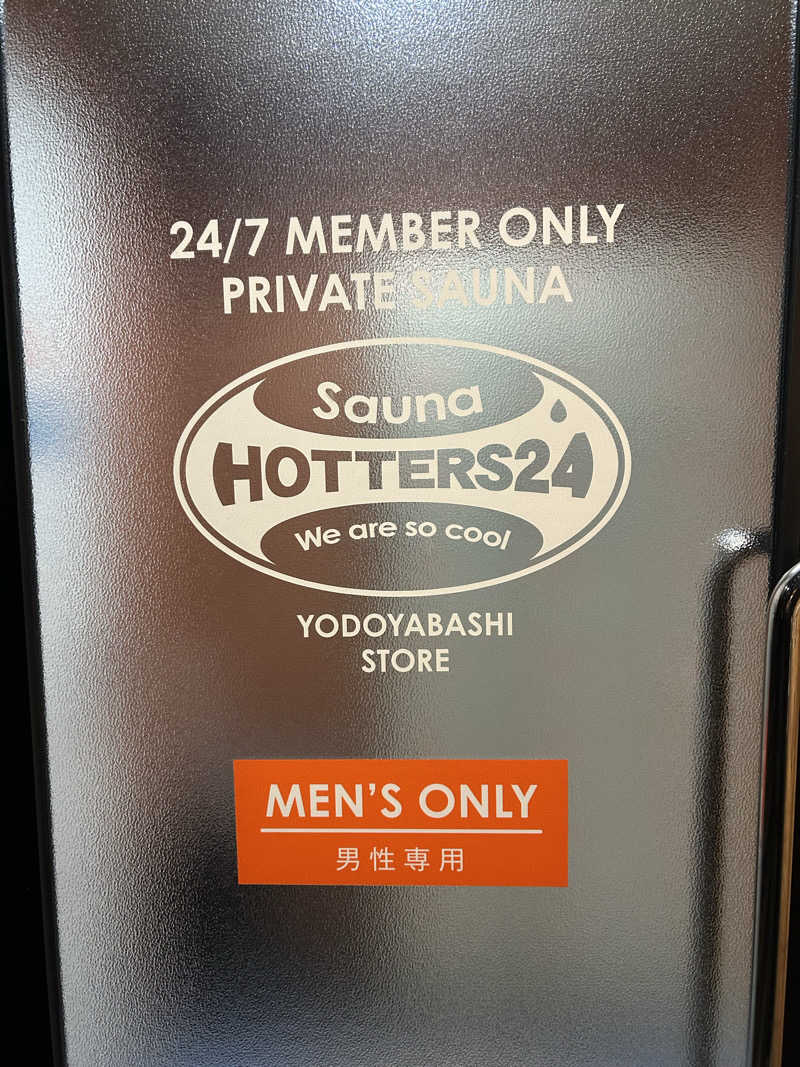 24/7 MEMBER ONLY
PRIVATE SAUNA
Sauna
HOTTERS24
We are so cool
YODOYABASHI
STORE
MEN'S ONLY
男性専用